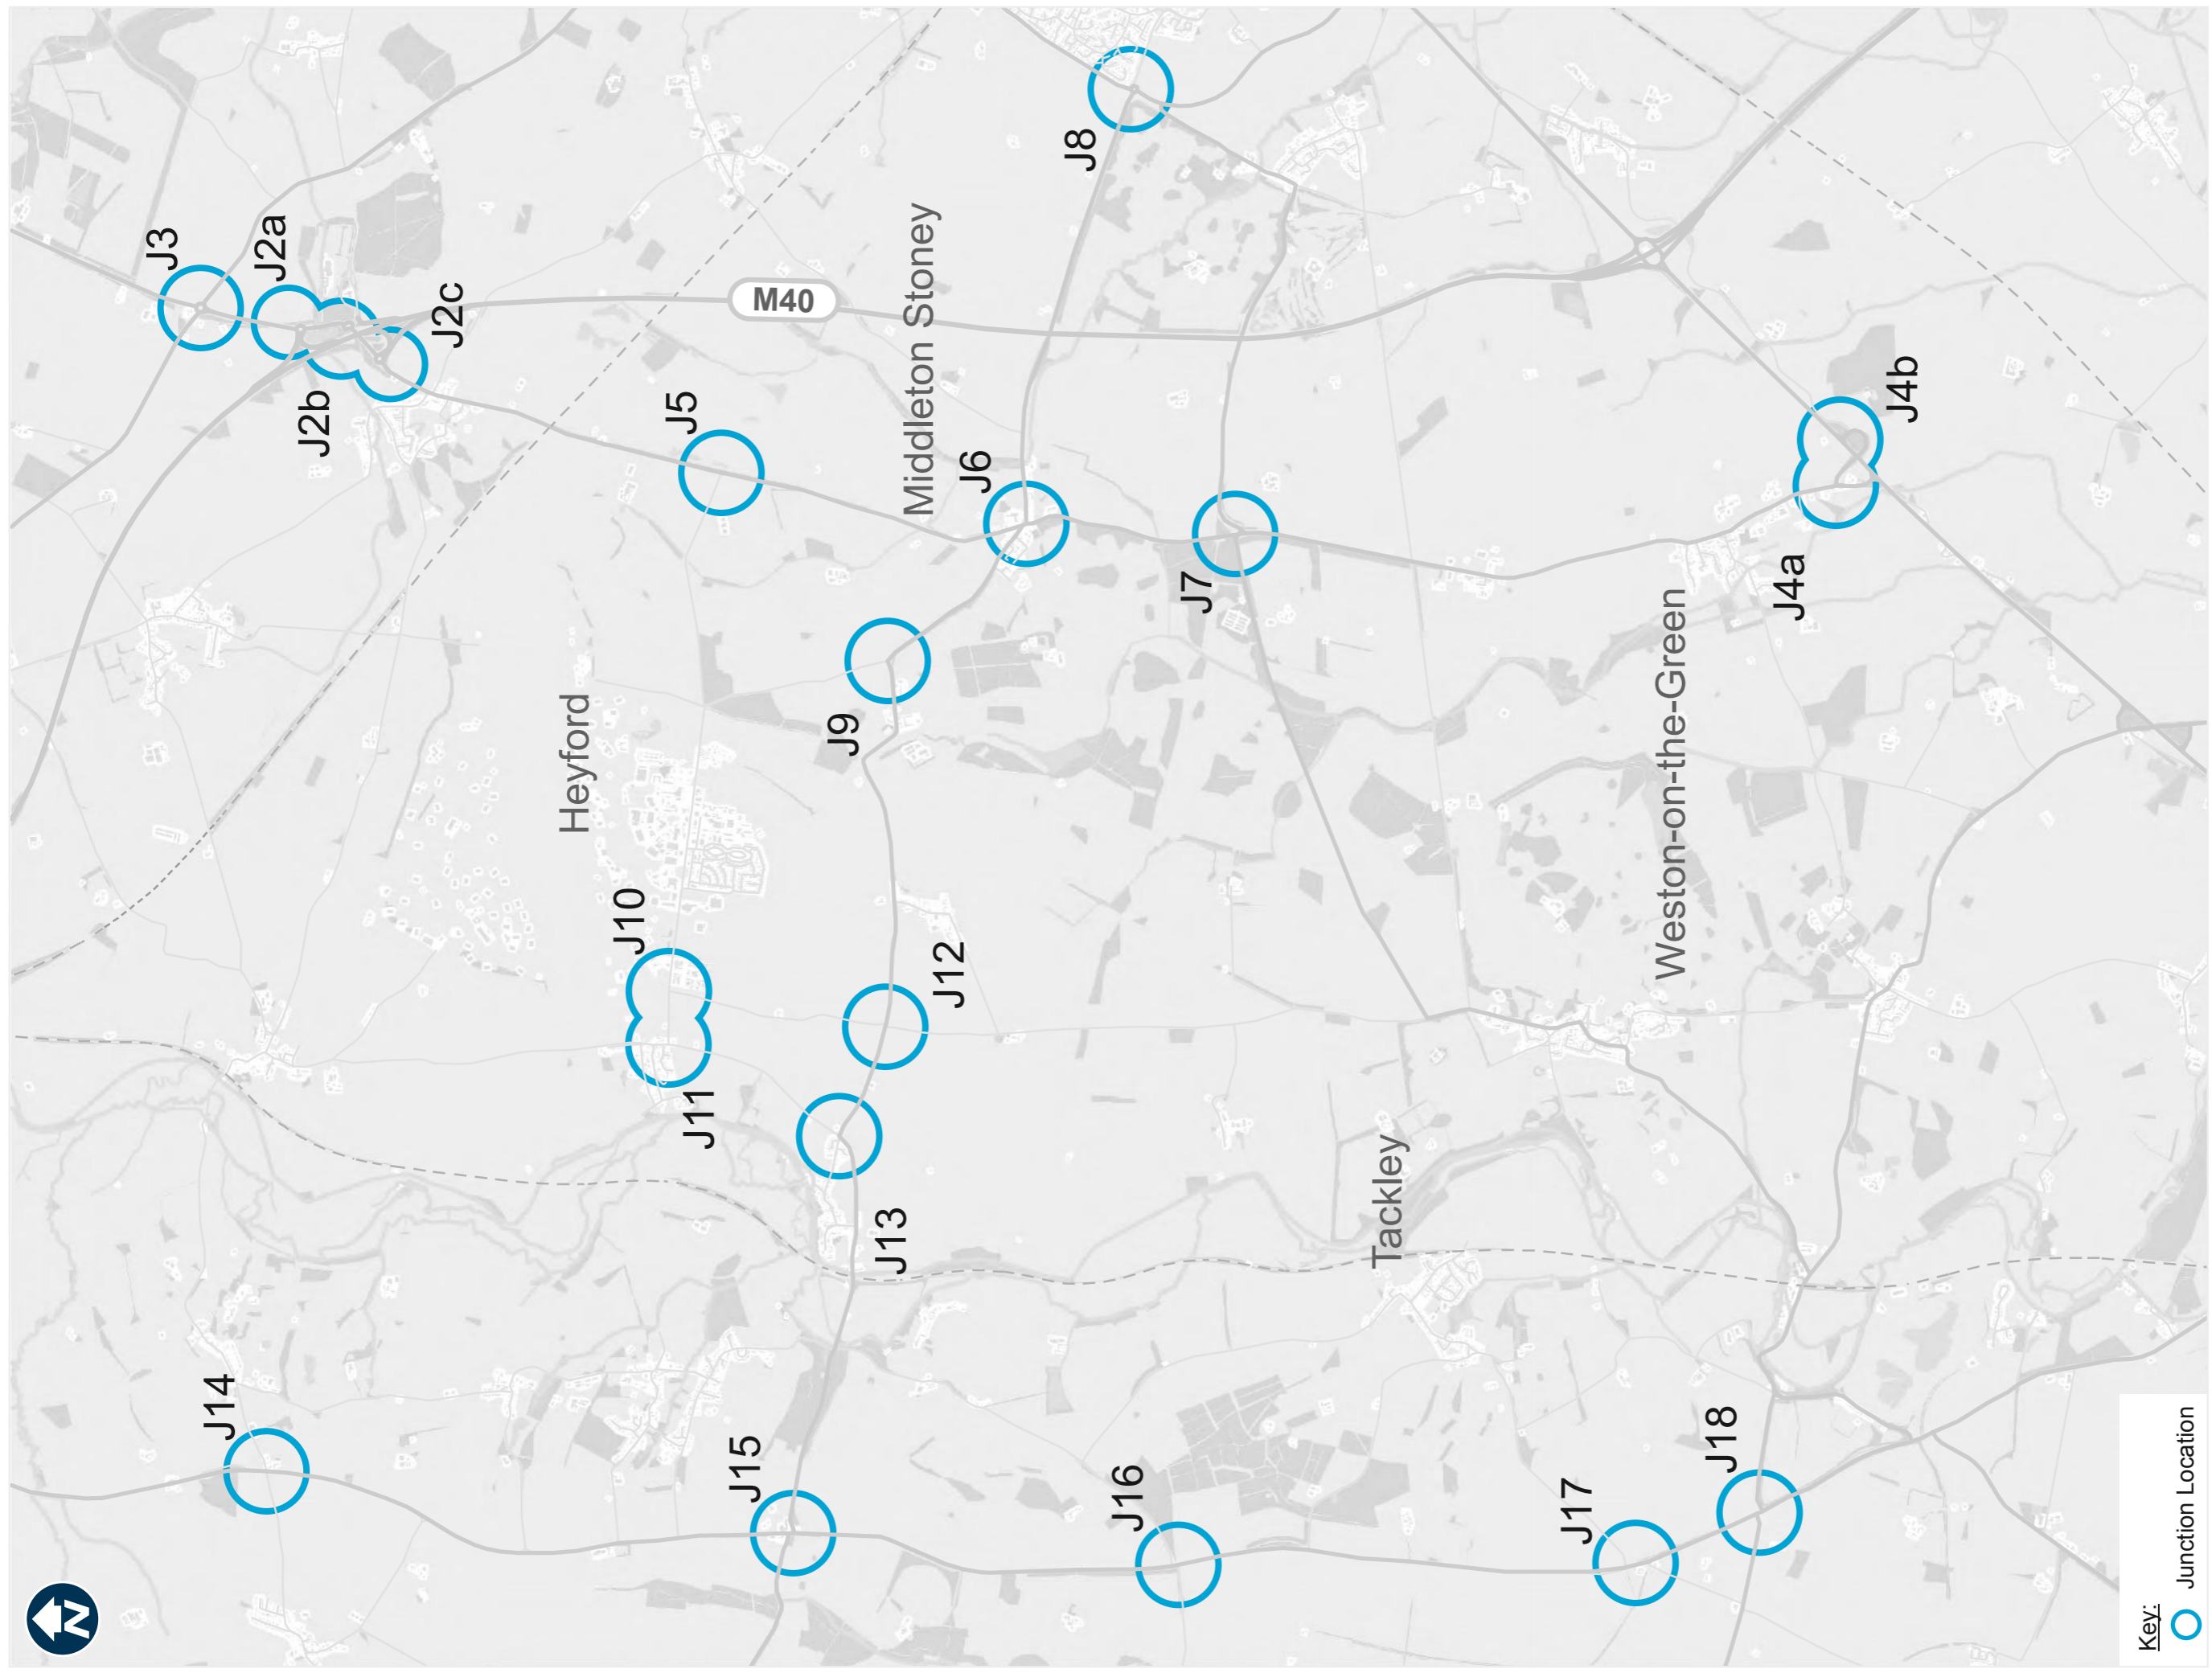 N
J3
J14
J2a
J2b
J2c
Heyford
J10
J5
J11
J15
M40
J9
J13
Middleton Stoney
J12
J6
J8
J16
J7
Tackley
J17
Weston-on-the-Green
J18
J4a
J4b
Key:
Junction Location